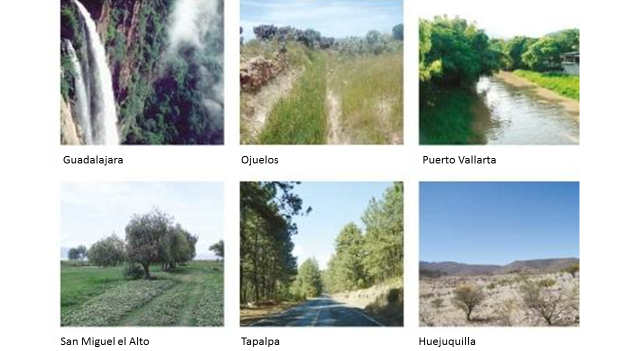 Guadalajara
Ojuelos
Puerto Vallarta
San Miguel el Alto
Tapalpa
Huejuquilla